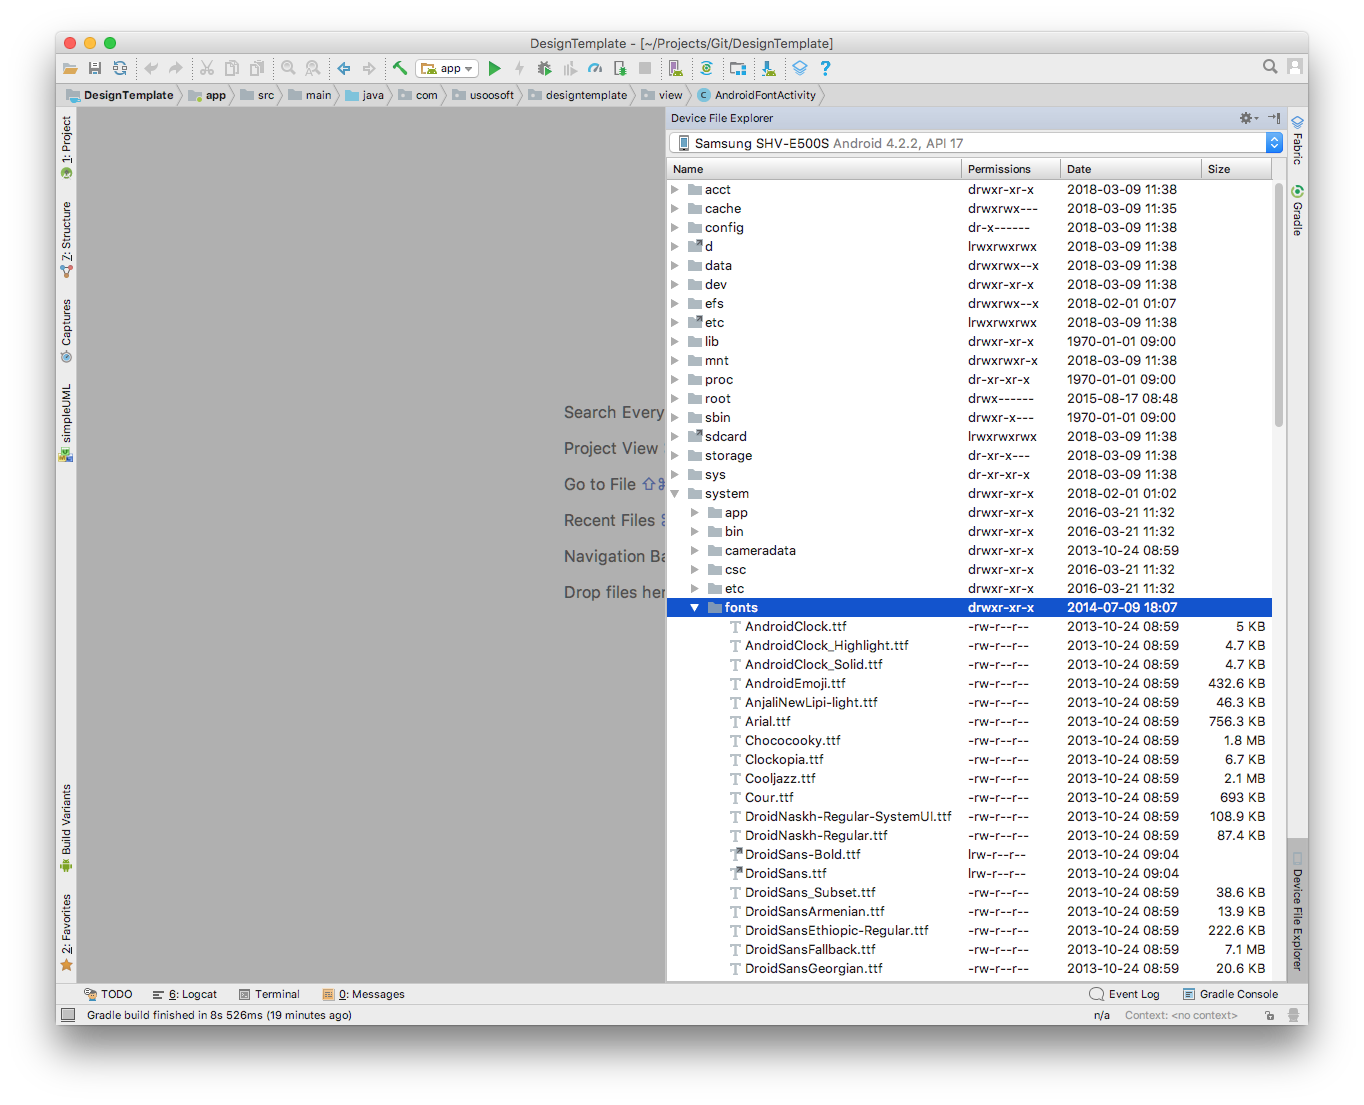 DesignTemplate - [~/Projects/Git/DesignTemplate]
app
DesignTemplate app src main java com usoosoft designtemplate view C AndroidFontActivity
1: Project
7: Structure
Captures
simpleUML
Build Variants
2: Favorites
Search Every
Project View
Go to File ⇧⌘
Recent Files
Navigation Ba
Drop files her
Device File Explorer
Samsung SHV-E500S Android 4.2.2, API 17
Name Permissions Date Size
acct drwxr-xr-x 2018-03-09 11:38
cache drwxrwx--- 2018-03-09 11:35
config dr-x------ 2018-03-09 11:38
d lrwxrwxrwx 2018-03-09 11:38
data drwxrwx--x 2018-03-09 11:38
dev drwxr-xr-x 2018-03-09 11:38
efs drwxrwx--x 2018-02-01 01:07
etc lrwxrwxrwx 2018-03-09 11:38
lib drwxr-xr-x 1970-01-01 09:00
mnt drwxrwxr-x 2018-03-09 11:38
proc dr-xr-xr-x 1970-01-01 09:00
root drwx------ 2015-08-17 08:48
sbin drwxr-x--- 1970-01-01 09:00
sdcard lrwxrwxrwx 2018-03-09 11:38
storage dr-xr-x--- 2018-03-09 11:38
sys dr-xr-xr-x 2018-03-09 11:38
system drwxr-xr-x 2018-02-01 01:02
app drwxr-xr-x 2016-03-21 11:32
bin drwxr-xr-x 2016-03-21 11:32
cameradata drwxr-xr-x 2013-10-24 08:59
csc drwxr-xr-x 2016-03-21 11:32
etc drwxr-xr-x 2016-03-21 11:32
fonts drwxr-xr-x 2014-07-09 18:07
AndroidClock.ttf -rw-r--r-- 2013-10-24 08:59 5 KB
AndroidClock_Highlight.ttf -rw-r--r-- 2013-10-24 08:59 4.7 KB
AndroidClock_Solid.ttf -rw-r--r-- 2013-10-24 08:59 4.7 KB
AndroidEmoji.ttf -rw-r--r-- 2013-10-24 08:59 432.6 KB
AnjaliNewLipi-light.ttf -rw-r--r-- 2013-10-24 08:59 46.3 KB
Arial.ttf -rw-r--r-- 2013-10-24 08:59 756.3 KB
Chococooky.ttf -rw-r--r-- 2013-10-24 08:59 1.8 MB
Clockopia.ttf -rw-r--r-- 2013-10-24 08:59 6.7 KB
Cooljazz.ttf -rw-r--r-- 2013-10-24 08:59 2.1 MB
Cour.ttf -rw-r--r-- 2013-10-24 08:59 693 KB
DroidNaskh-Regular-SystemUI.ttf -rw-r--r-- 2013-10-24 08:59 108.9 KB
DroidNaskh-Regular.ttf -rw-r--r-- 2013-10-24 08:59 87.4 KB
DroidSans-Bold.ttf lrw-r--r-- 2013-10-24 09:04
DroidSans.ttf lrw-r--r-- 2013-10-24 09:04
DroidSans_Subset.ttf -rw-r--r-- 2013-10-24 08:59 38.6 KB
DroidSansArmenian.ttf -rw-r--r-- 2013-10-24 08:59 13.9 KB
DroidSansEthiopic-Regular.ttf -rw-r--r-- 2013-10-24 08:59 222.6 KB
DroidSansFallback.ttf -rw-r--r-- 2013-10-24 08:59 7.1 MB
DroidSansGeorgian.ttf -rw-r--r-- 2013-10-24 08:59 20.6 KB
Fabric
Gradle
Device File Explorer
TODO 6: Logcat Terminal 0: Messages Event Log Gradle Console
Gradle build finished in 8s 526ms (19 minutes ago) n/a Context: <no context>